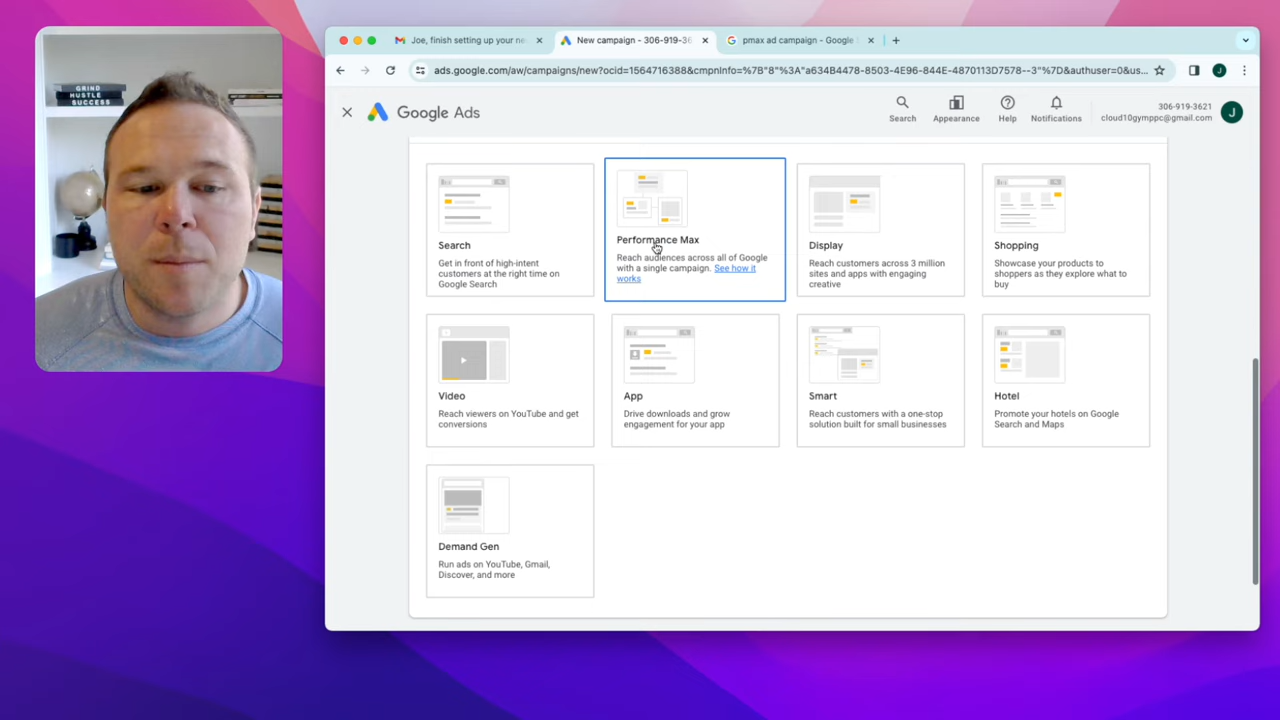 GRIND
HUSTLE
SUCCESS
Joe, finish setting up your ne
New campaign - 306-919-36
pmax ad campaign - Google S
ads.google.com/aw/campaigns/new?ocid=1564716388&cmpnInfo=%7B"8"%3A"a634B4478-8503-4E96-844E-4870113D7578--3"%7D&authuser=0&us...
J
Google Ads
Search
Appearance
Help
Notifications
306-919-3621
cloud10gymppc@gmail.com
J
Search
Get in front of high-intent
customers at the right time on
Google Search
Performance Max
Reach audiences across all of Google
with a single campaign. See how it
works
Display
Reach customers across 3 million
sites and apps with engaging
creative
Shopping
Showcase your products to
shoppers as they explore what to
buy
Video
Reach viewers on YouTube and get
conversions
App
Drive downloads and grow
engagement for your app
Smart
Reach customers with a one-stop
solution built for small businesses
Hotel
Promote your hotels on Google
Search and Maps
Demand Gen
Run ads on YouTube, Gmail,
Discover, and more